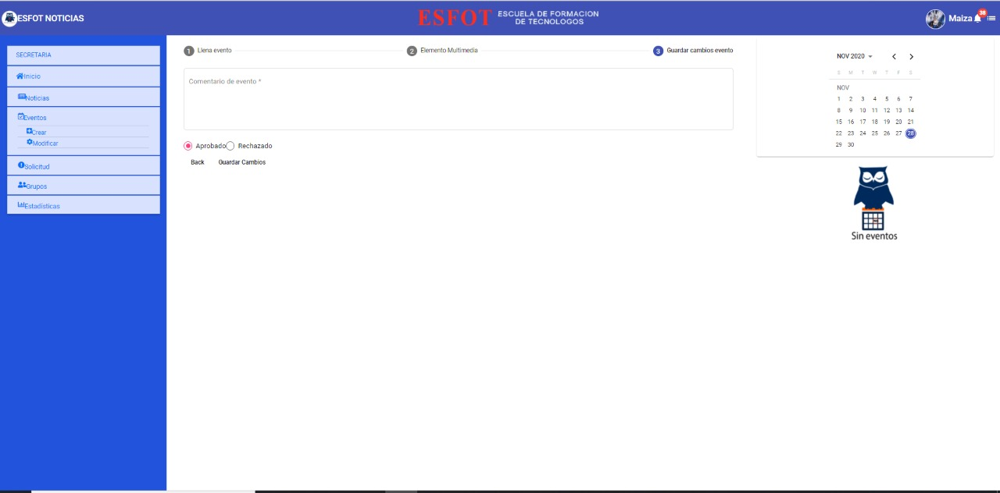 ESFOT NOTICIAS
ESFOT
ESCUELA DE FORMACION
DE TECNOLOGOS
Maiza
38
SECRETARIA
Inicio
Noticias
Eventos
Crear
Modificar
Solicitud
Grupos
Estadísticas
1 Llena evento
2 Elemento Multimedia
3 Guardar cambios evento
Comentario de evento *
Aprobado Rechazado
Back Guardar Cambios
NOV 2020
S M T W T F S
NOV
1 2 3 4 5 6 7
8 9 10 11 12 13 14
15 16 17 18 19 20 21
22 23 24 25 26 27 28
29 30
Sin eventos